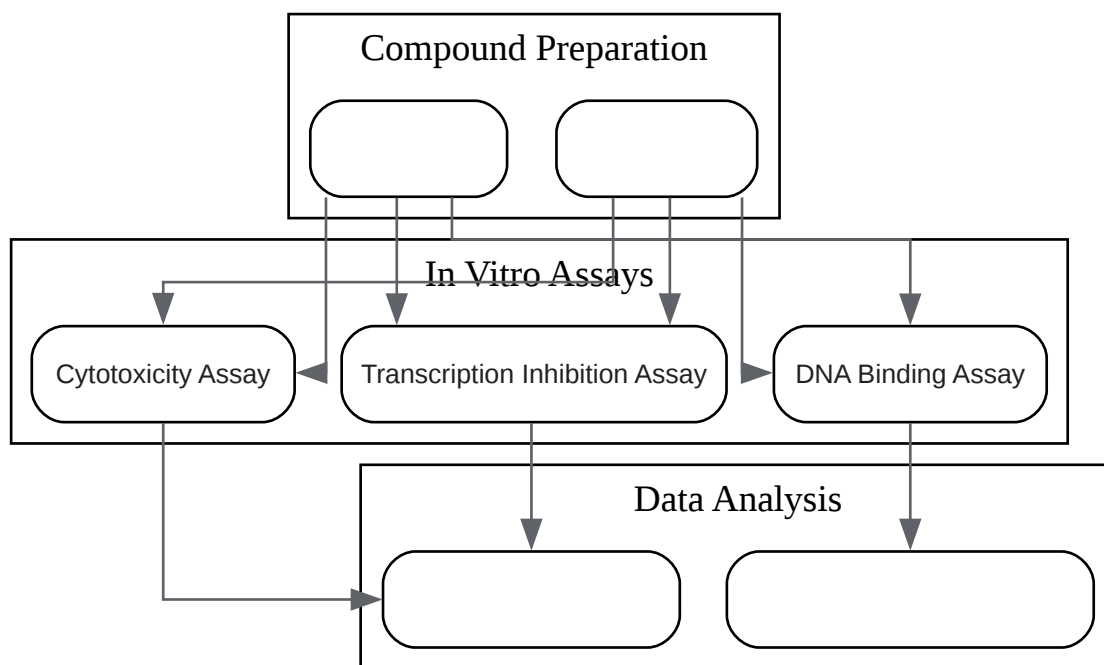 Compound Preparation
In Vitro Assays
Cytotoxicity Assay
Transcription Inhibition Assay
DNA Binding Assay
Data Analysis